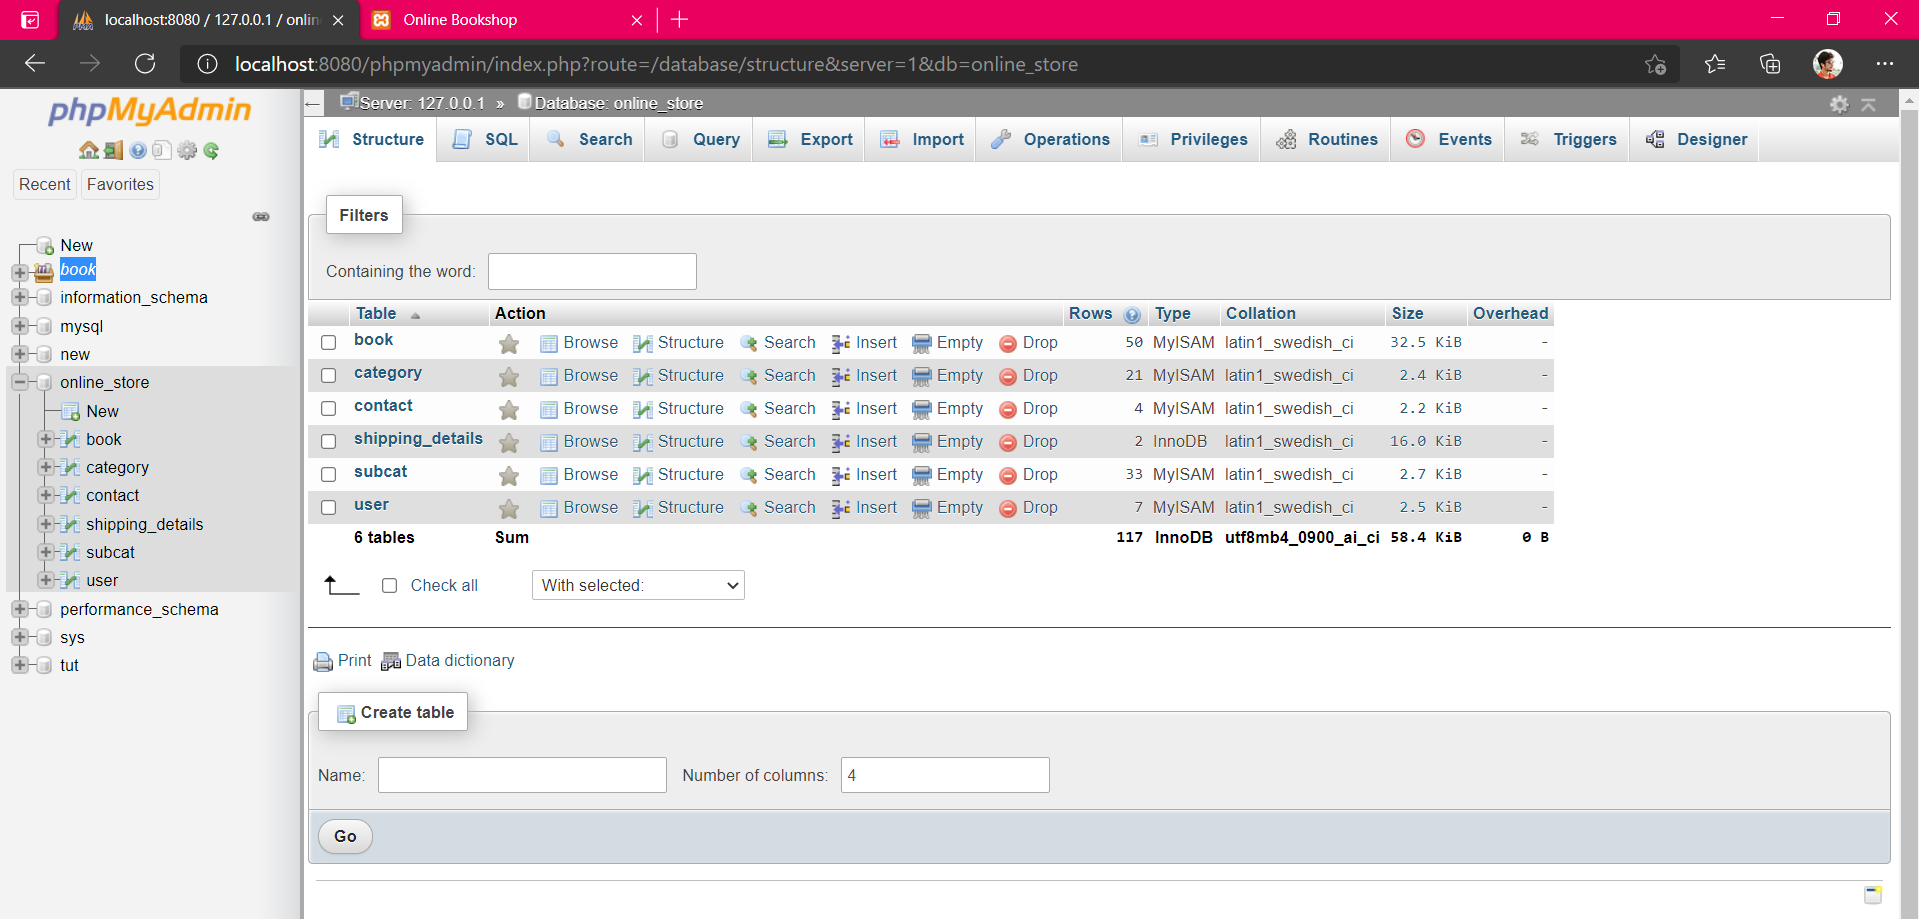 localhost:8080 / 127.0.0.1 / onlin
Online Bookshop
localhost:8080/phpmyadmin/index.php?route=/database/structure&server=1&db=online_store
phpMyAdmin
Recent Favorites
New
book
information_schema
mysql
new
online_store
New
book
category
contact
shipping_details
subcat
user
performance_schema
sys
tut
Server: 127.0.0.1 » Database: online_store
Structure SQL Search Query Export Import Operations Privileges Routines Events Triggers Designer
Filters
Containing the word:
Table Action Rows Type Collation Size Overhead
book Browse Structure Search Insert Empty Drop 50 MyISAM latin1_swedish_ci 32.5 KiB -
category Browse Structure Search Insert Empty Drop 21 MyISAM latin1_swedish_ci 2.4 KiB -
contact Browse Structure Search Insert Empty Drop 4 MyISAM latin1_swedish_ci 2.2 KiB -
shipping_details Browse Structure Search Insert Empty Drop 2 InnoDB latin1_swedish_ci 16.0 KiB -
subcat Browse Structure Search Insert Empty Drop 33 MyISAM latin1_swedish_ci 2.7 KiB -
user Browse Structure Search Insert Empty Drop 7 MyISAM latin1_swedish_ci 2.5 KiB -
6 tables Sum 117 InnoDB utf8mb4_0900_ai_ci 58.4 KiB 0 B
Check all With selected:
Print Data dictionary
Create table
Name: Number of columns: 4
Go